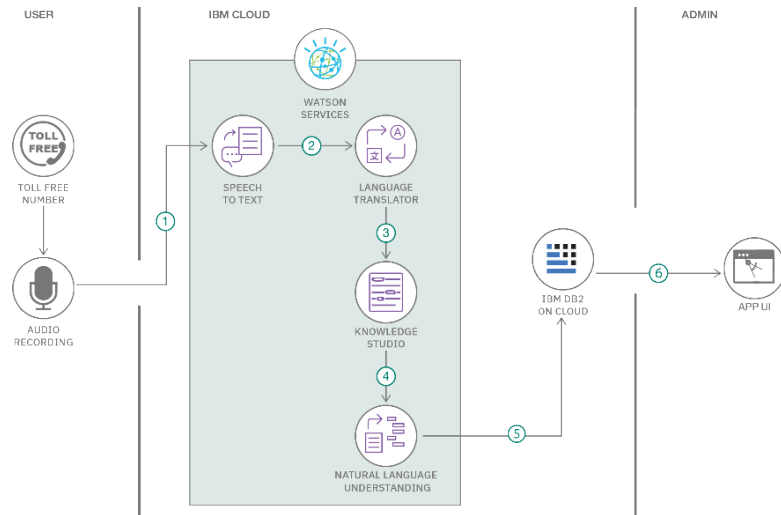 USER
IBM CLOUD
ADMIN
WATSON
SERVICES
TOLL
FREE
TOLL FREE
NUMBER
1
SPEECH
TO TEXT
2
A
文
LANGUAGE
TRANSLATOR
3
AUDIO
RECORDING
KNOWLEDGE
STUDIO
4
NATURAL LANGUAGE
UNDERSTANDING
5
IBM DB2
ON CLOUD
6
APP UI